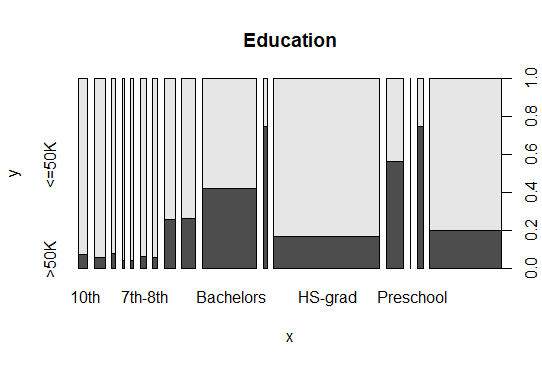 Education
y
<=50K
>50K
1.0
0.8
0.6
0.4
0.2
0.0
10th 7th-8th Bachelors HS-grad Preschool
x